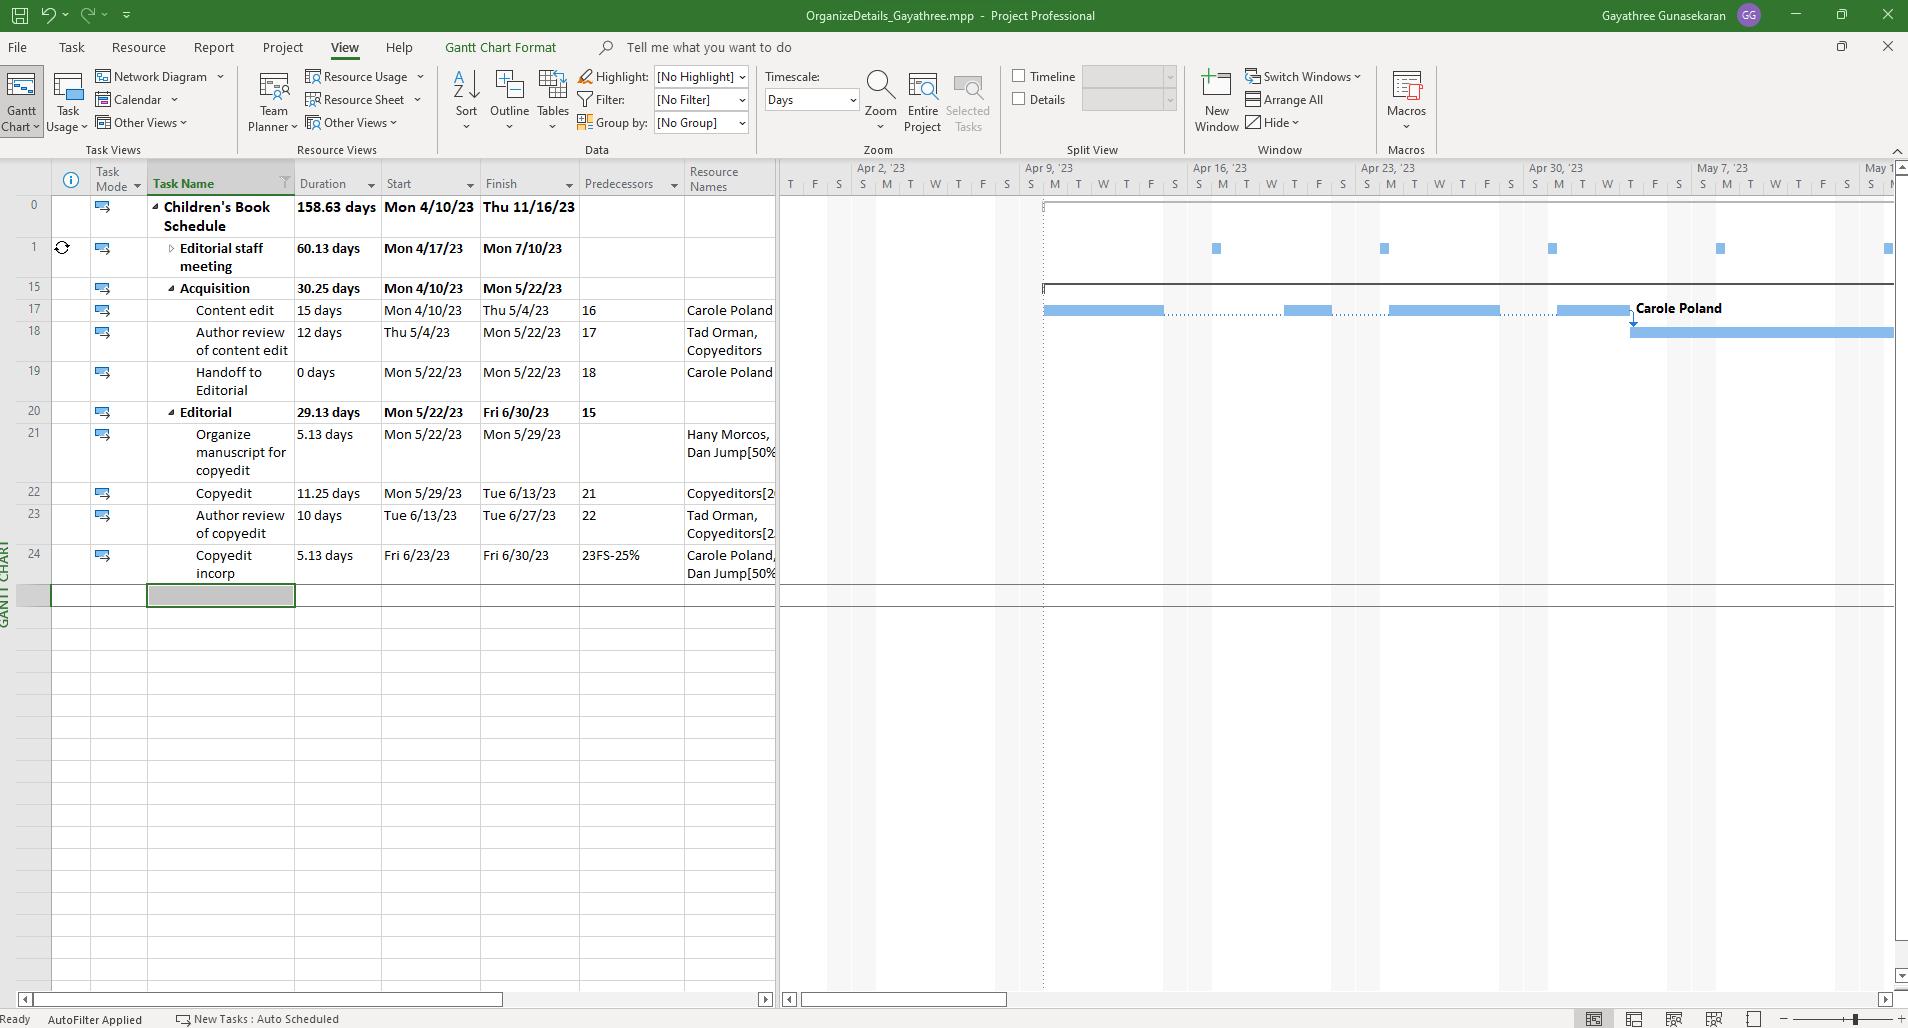 OrganizeDetails_Gayathree.mpp - Project Professional
Gayathree Gunasekaran GG
File Task Resource Report Project View Help Gantt Chart Format Tell me what you want to do
Gantt Chart
Task Usage
Network Diagram
Calendar
Other Views
Task Views
Team Planner
Resource Usage
Resource Sheet
Other Views
Resource Views
Sort
Outline
Tables
Highlight: [No Highlight]
Filter: [No Filter]
Group by: [No Group]
Data
Timescale:
Days
Zoom
Entire Project
Selected Tasks
Zoom
Timeline
Details
Split View
New Window
Switch Windows
Arrange All
Hide
Window
Macros
Macros
Task Mode Task Name Duration Start Finish Predecessors Resource Names
Apr 2, '23 Apr 9, '23 Apr 16, '23 Apr 23, '23 Apr 30, '23 May 7, '23 May 1
T F S S M T W T F S S M T W T F S S M T W T F S S M T W T F S S M T W T F S S M T W T F S S M
0 Children's Book Schedule 158.63 days Mon 4/10/23 Thu 11/16/23
1 Editorial staff meeting 60.13 days Mon 4/17/23 Mon 7/10/23
15 Acquisition 30.25 days Mon 4/10/23 Mon 5/22/23
17 Content edit 15 days Mon 4/10/23 Thu 5/4/23 16 Carole Poland
Carole Poland
18 Author review of content edit 12 days Thu 5/4/23 Mon 5/22/23 17 Tad Orman, Copyeditors
19 Handoff to Editorial 0 days Mon 5/22/23 Mon 5/22/23 18 Carole Poland
20 Editorial 29.13 days Mon 5/22/23 Fri 6/30/23 15
21 Organize manuscript for copyedit 5.13 days Mon 5/22/23 Mon 5/29/23 Hany Morcos, Dan Jump[50%
22 Copyedit 11.25 days Mon 5/29/23 Tue 6/13/23 21 Copyeditors[2
23 Author review of copyedit 10 days Tue 6/13/23 Tue 6/27/23 22 Tad Orman, Copyeditors[2
24 Copyedit incorp 5.13 days Fri 6/23/23 Fri 6/30/23 23FS-25% Carole Poland, Dan Jump[50%
GANTT CHART
Ready AutoFilter Applied New Tasks : Auto Scheduled